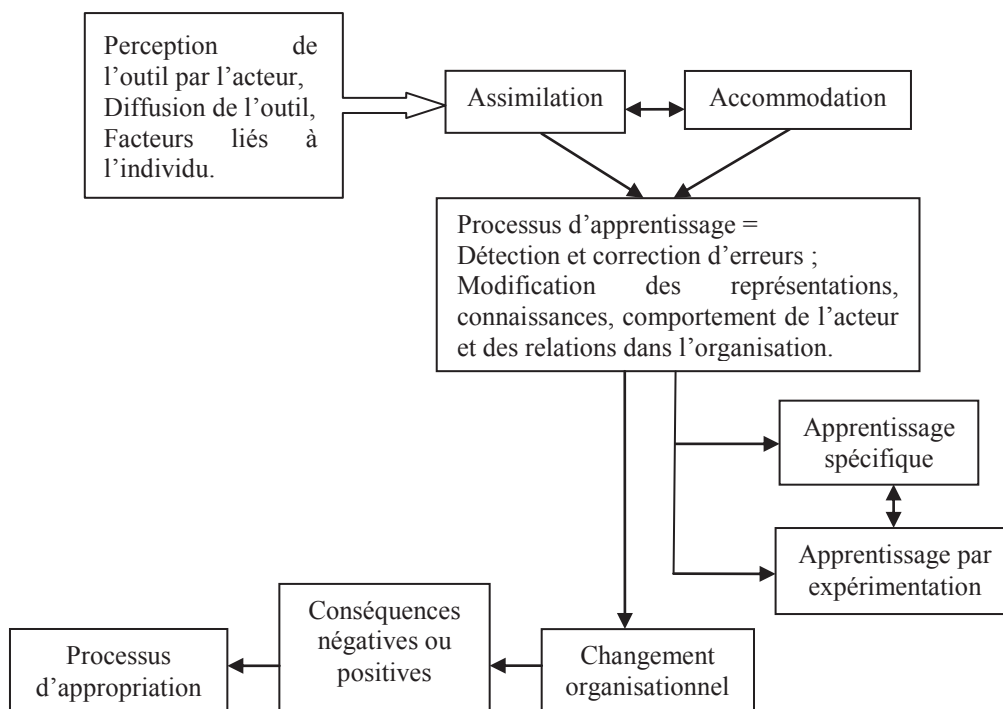 Perception de
l’outil par l’acteur,
Diffusion de l’outil,
Facteurs liés à
l’individu.
Assimilation
Accommodation
Processus d’apprentissage =
Détection et correction d’erreurs ;
Modification des représentations,
connaissances, comportement de l’acteur
et des relations dans l’organisation.
Apprentissage
spécifique
Apprentissage par
expérimentation
Changement
organisationnel
Conséquences
négatives ou
positives
Processus
d’appropriation